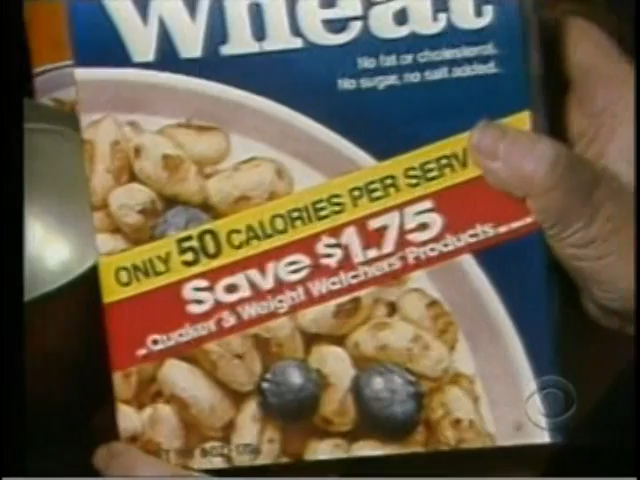 Wheat
No fat or cholesterol.
No sugar, no salt added.
ONLY 50 CALORIES PER SERV
Save $1.75
...Quaker & Weight Watchers Products...